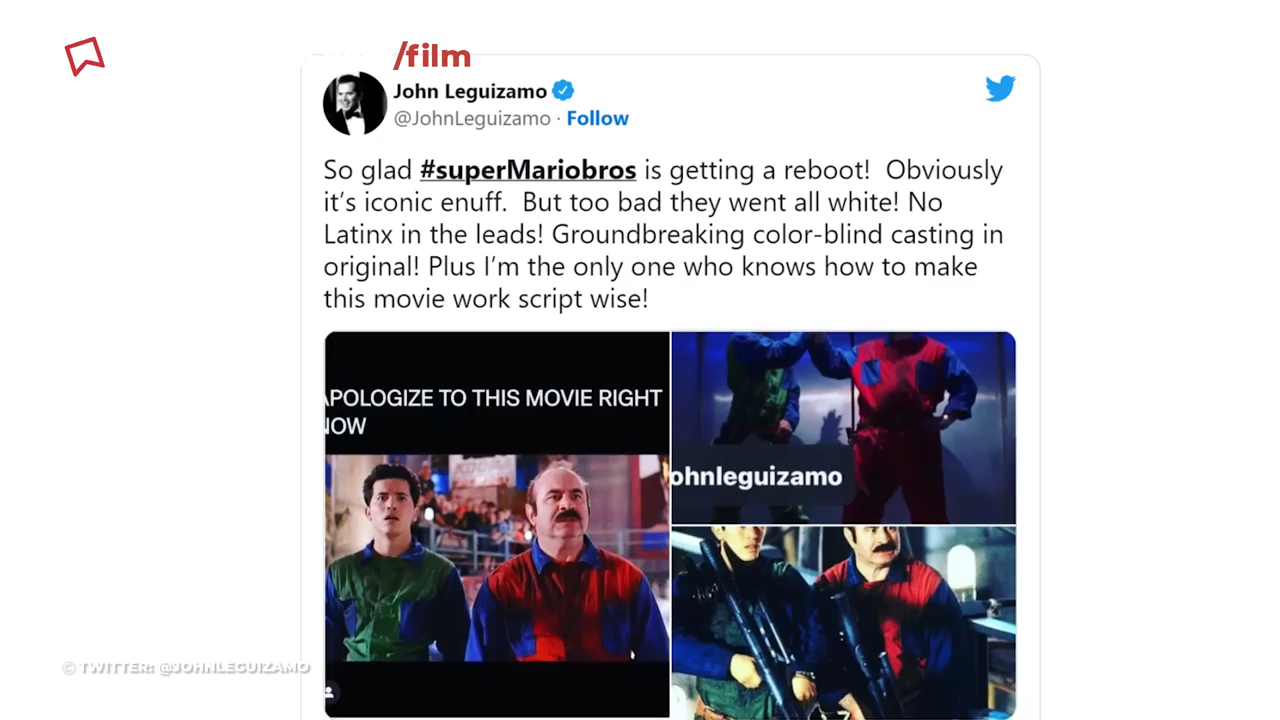 /film
John Leguizamo
@JohnLeguizamo · Follow
So glad #superMariobros is getting a reboot!  Obviously
it's iconic enuff.  But too bad they went all white! No
Latinx in the leads! Groundbreaking color-blind casting in
original! Plus I'm the only one who knows how to make
this movie work script wise!
APOLOGIZE TO THIS MOVIE RIGHT
NOW
ohnleguizamo
© TWITTER: @JOHNLEGUIZAMO